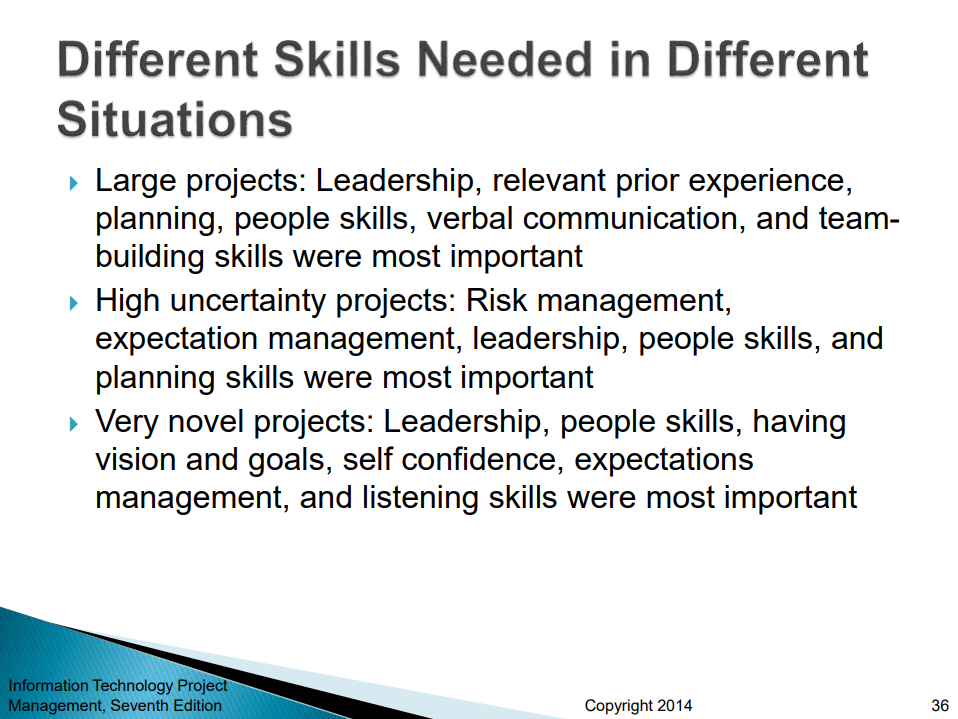 Different Skills Needed in Different
Situations
Large projects: Leadership, relevant prior experience,
planning, people skills, verbal communication, and team-
building skills were most important
High uncertainty projects: Risk management,
expectation management, leadership, people skills, and
planning skills were most important
Very novel projects: Leadership, people skills, having
vision and goals, self confidence, expectations
management, and listening skills were most important
Information Technology Project
Management, Seventh Edition
Copyright 2014
36